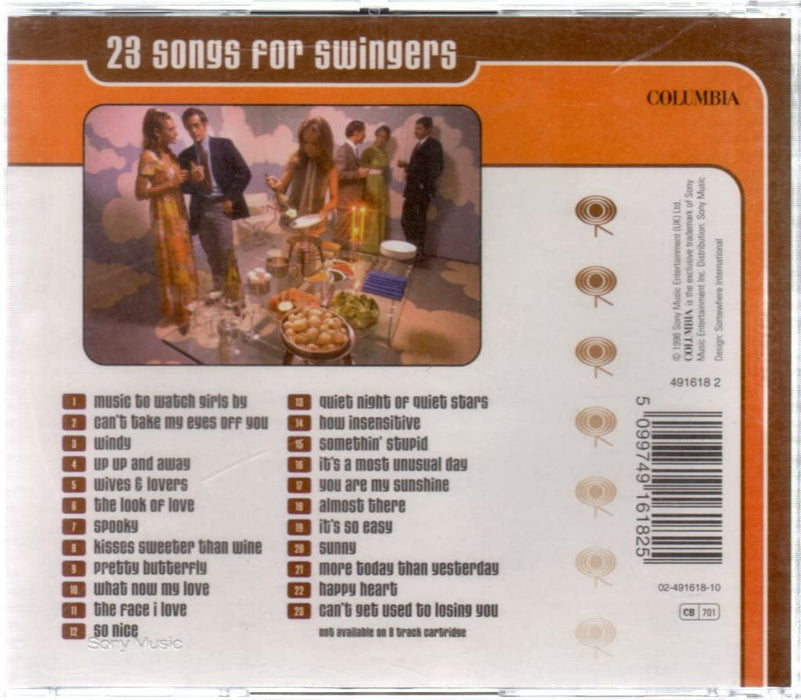 23 songs for swingers
COLUMBIA
1 music to watch girls by
2 can't take my eyes off you
3 windy
4 up up and away
5 wives & lovers
6 the look of love
7 spooky
8 kisses sweeter than wine
9 pretty butterfly
10 what now my love
11 the face i love
12 so nice
13 quiet night of quiet stars
14 how insensitive
15 somethin' stupid
16 it's a most unusual day
17 you are my sunshine
18 almost there
19 it's so easy
20 sunny
21 more today than yesterday
22 happy heart
23 can't get used to losing you
not available on 8 track cartridge
Sony Music
© 1998 Sony Music Entertainment (UK) Ltd.
COLUMBIA is the exclusive trademark of Sony
Music Entertainment Inc. Distribution: Sony Music
Design: Somewhere International
491618 2
5 099749 161825
02-491618-10
CB 701